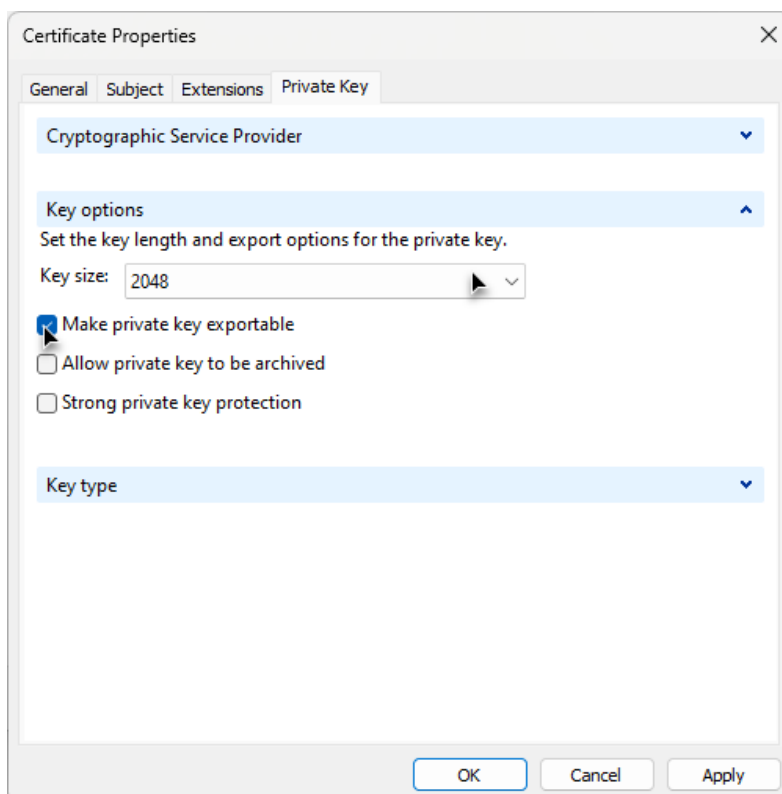 Certificate Properties
General Subject Extensions Private Key
Cryptographic Service Provider
Key options
Set the key length and export options for the private key.
Key size: 2048
Make private key exportable
Allow private key to be archived
Strong private key protection
Key type
OK Cancel Apply